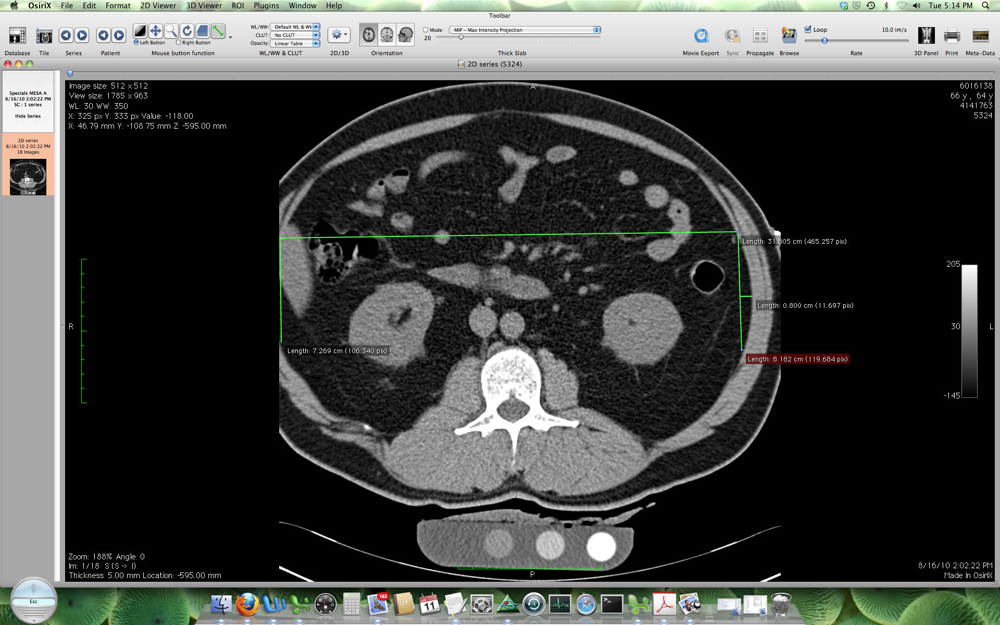 OsiriX File Edit Format 2D Viewer 3D Viewer ROI Plugins Window Help Tue 5:14 PM
Toolbar
WL/WW: Default WL & WW
CLUT: No CLUT
Opacity: Linear Table
Left Button Right Button
Mode: MIP - Max Intensity Projection
20
Loop 10.0 im/s
Database Tile Series Patient Mouse button function WL/WW & CLUT 2D/3D Orientation Thick Slab Movie Export Sync Propagate Browse Rate 3D Panel Print Meta-Data
2D series (5324)
Specials MESA A
8/16/10 2:02:22 PM
SC : 1 series
Hide Series
2D series
8/16/10 2:02:22 PM
18 Images
Image size: 512 x 512
View size: 1785 x 963
WL: 30 WW: 350
X: 325 px Y: 333 px Value: -118.00
X: 46.79 mm Y: -108.75 mm Z: -595.00 mm
A
6016138
66 y , 64 y
4141763
5324
Length: 31.805 cm (465.257 pix)
Length: 0.800 cm (11.697 pix)
Length: 7.269 cm (106.340 pix)
Length: 8.182 cm (119.684 pix)
R
L
205
30
-145
Zoom: 188% Angle: 0
Im: 1/18 S (S -> I)
Thickness: 5.00 mm Location: -595.00 mm
P
8/16/10 2:02:22 PM
Made In OsiriX
Esc
163
JUN
11